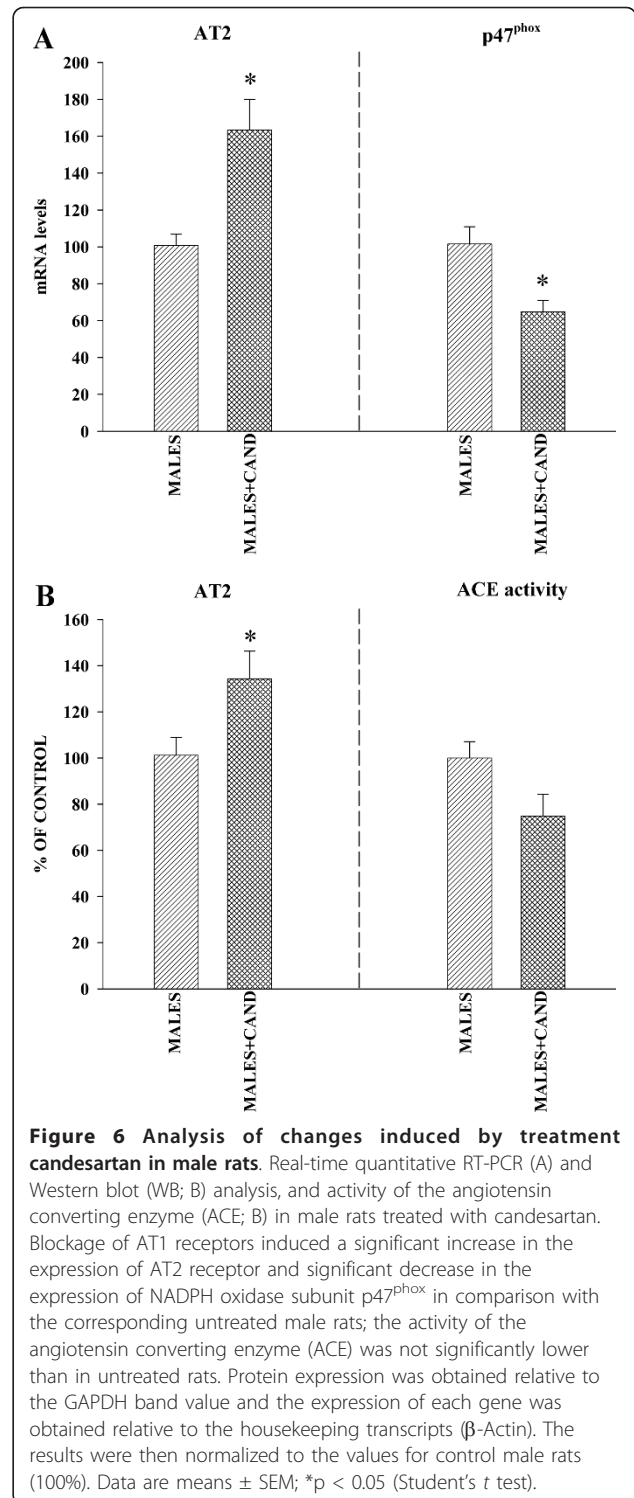 A AT2 p47phox
200
180
160
140
120
100
80
60
40
20
0
mRNA levels
* *
MALES MALES+CAND MALES MALES+CAND
B AT2 ACE activity
160
140
120
100
80
60
40
20
0
% OF CONTROL
*
MALES MALES+CAND MALES MALES+CAND
Figure 6 Analysis of changes induced by treatment
candesartan in male rats. Real-time quantitative RT-PCR (A) and
Western blot (WB; B) analysis, and activity of the angiotensin
converting enzyme (ACE; B) in male rats treated with candesartan.
Blockage of AT1 receptors induced a significant increase in the
expression of AT2 receptor and significant decrease in the
expression of NADPH oxidase subunit p47phox in comparison with
the corresponding untreated male rats; the activity of the
angiotensin converting enzyme (ACE) was not significantly lower
than in untreated rats. Protein expression was obtained relative to
the GAPDH band value and the expression of each gene was
obtained relative to the housekeeping transcripts (β-Actin). The
results were then normalized to the values for control male rats
(100%). Data are means ± SEM; *p < 0.05 (Student's t test).